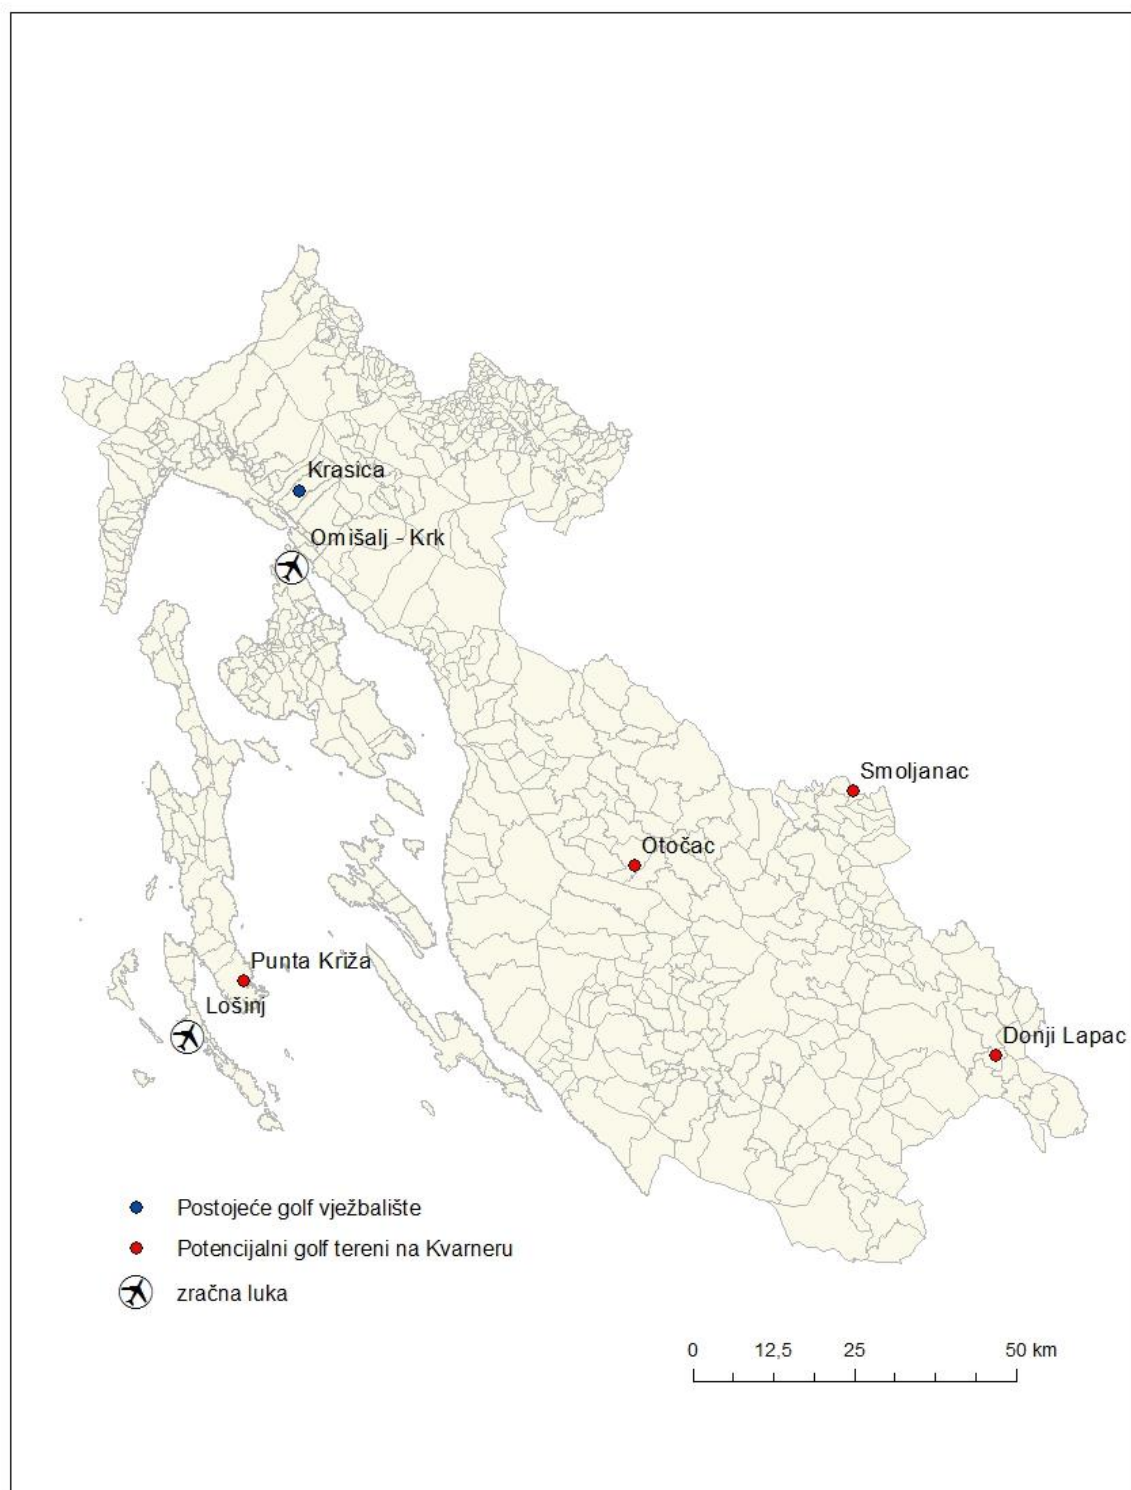 Krasica
Omišalj - Krk
Smoljanac
Otočac
Punta Križa
Lošinj
Donji Lapac
Postojeće golf vježbalište
Potencijalni golf tereni na Kvarneru
zračna luka
0 12,5 25 50 km